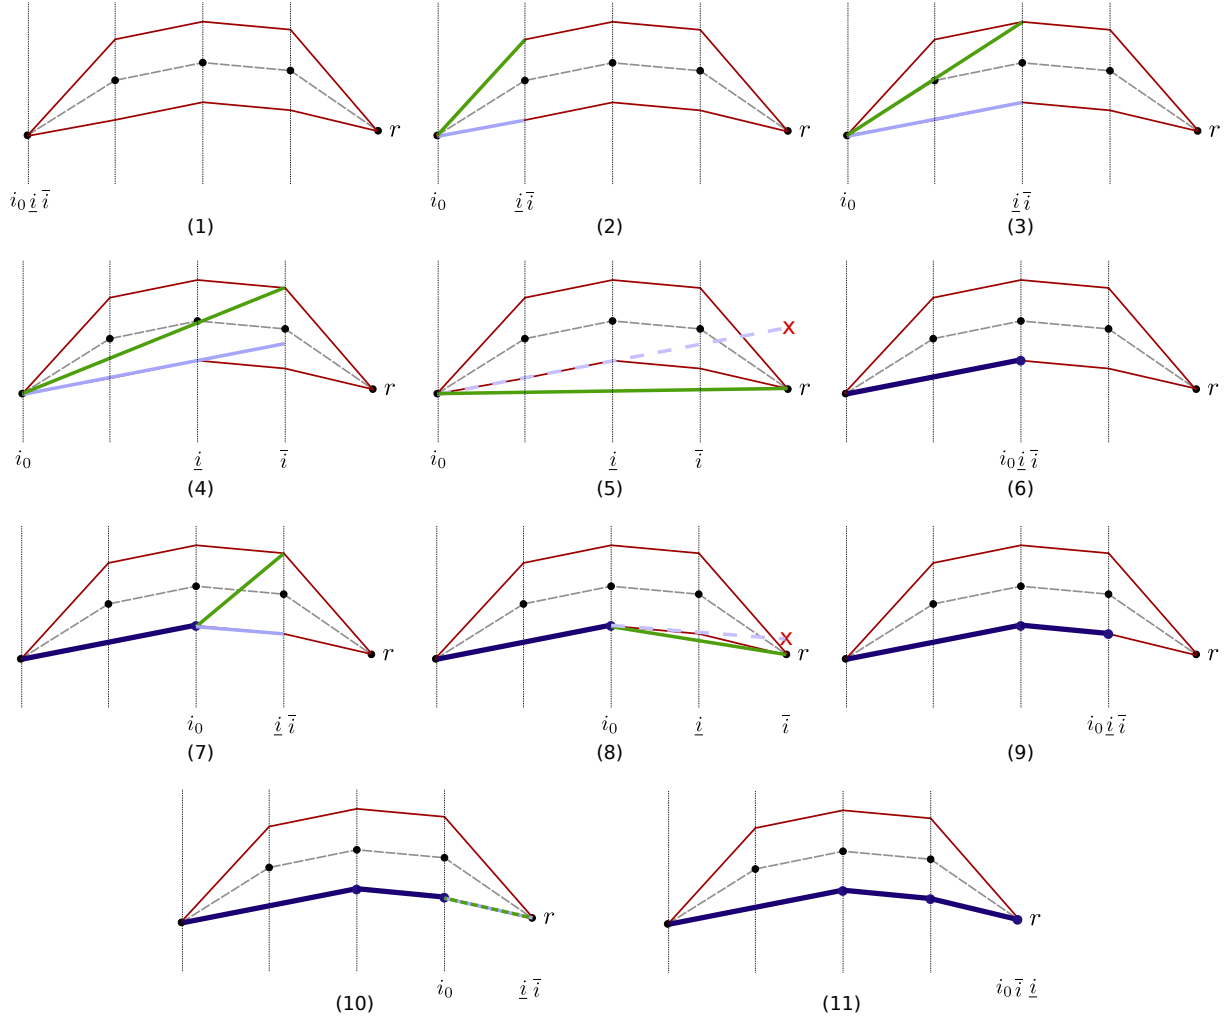 r r r
i₀ i̲ i̅ i₀ i̲ i̅ i₀ i̲ i̅
(1) (2) (3)
x
r r r
i₀ i̲ i̅ i₀ i̲ i̅ i₀ i̲ i̅
(4) (5) (6)
x
r r r
i₀ i̲ i̅ i₀ i̲ i̅ i₀ i̲ i̅
(7) (8) (9)
r r
i₀ i̲ i̅ i₀ i̅ i̲
(10) (11)